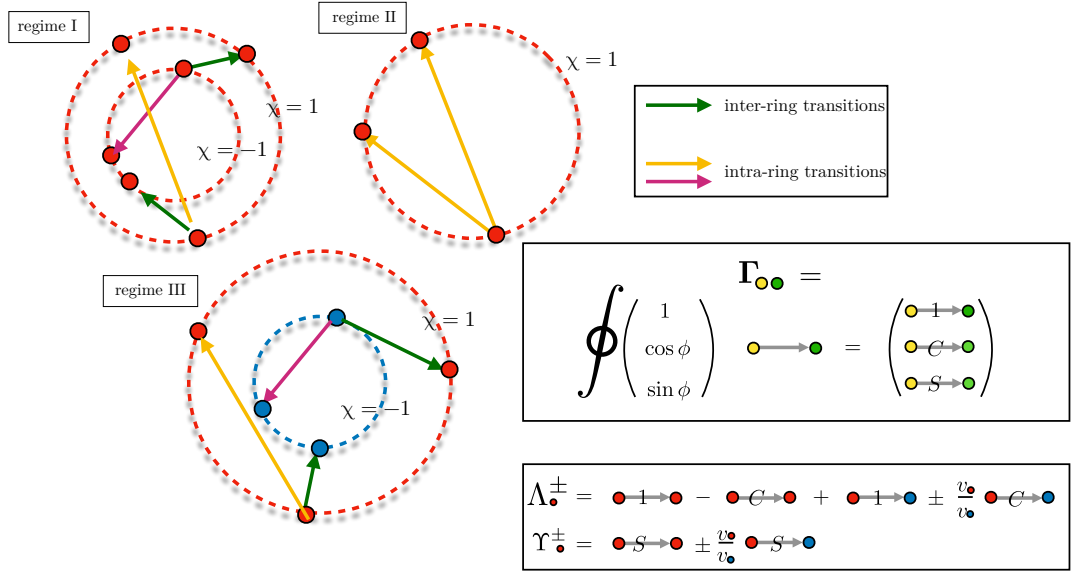 regime I
regime II
χ = 1
χ = 1
χ = −1
inter-ring transitions
intra-ring transitions
regime III
χ = 1
χ = −1
Γ =
∮ ( 1 cos ϕ sin ϕ ) = ( 1 C S )
Λ^± = 1 − C + 1 ± v/v C
Υ^± = S ± v/v S